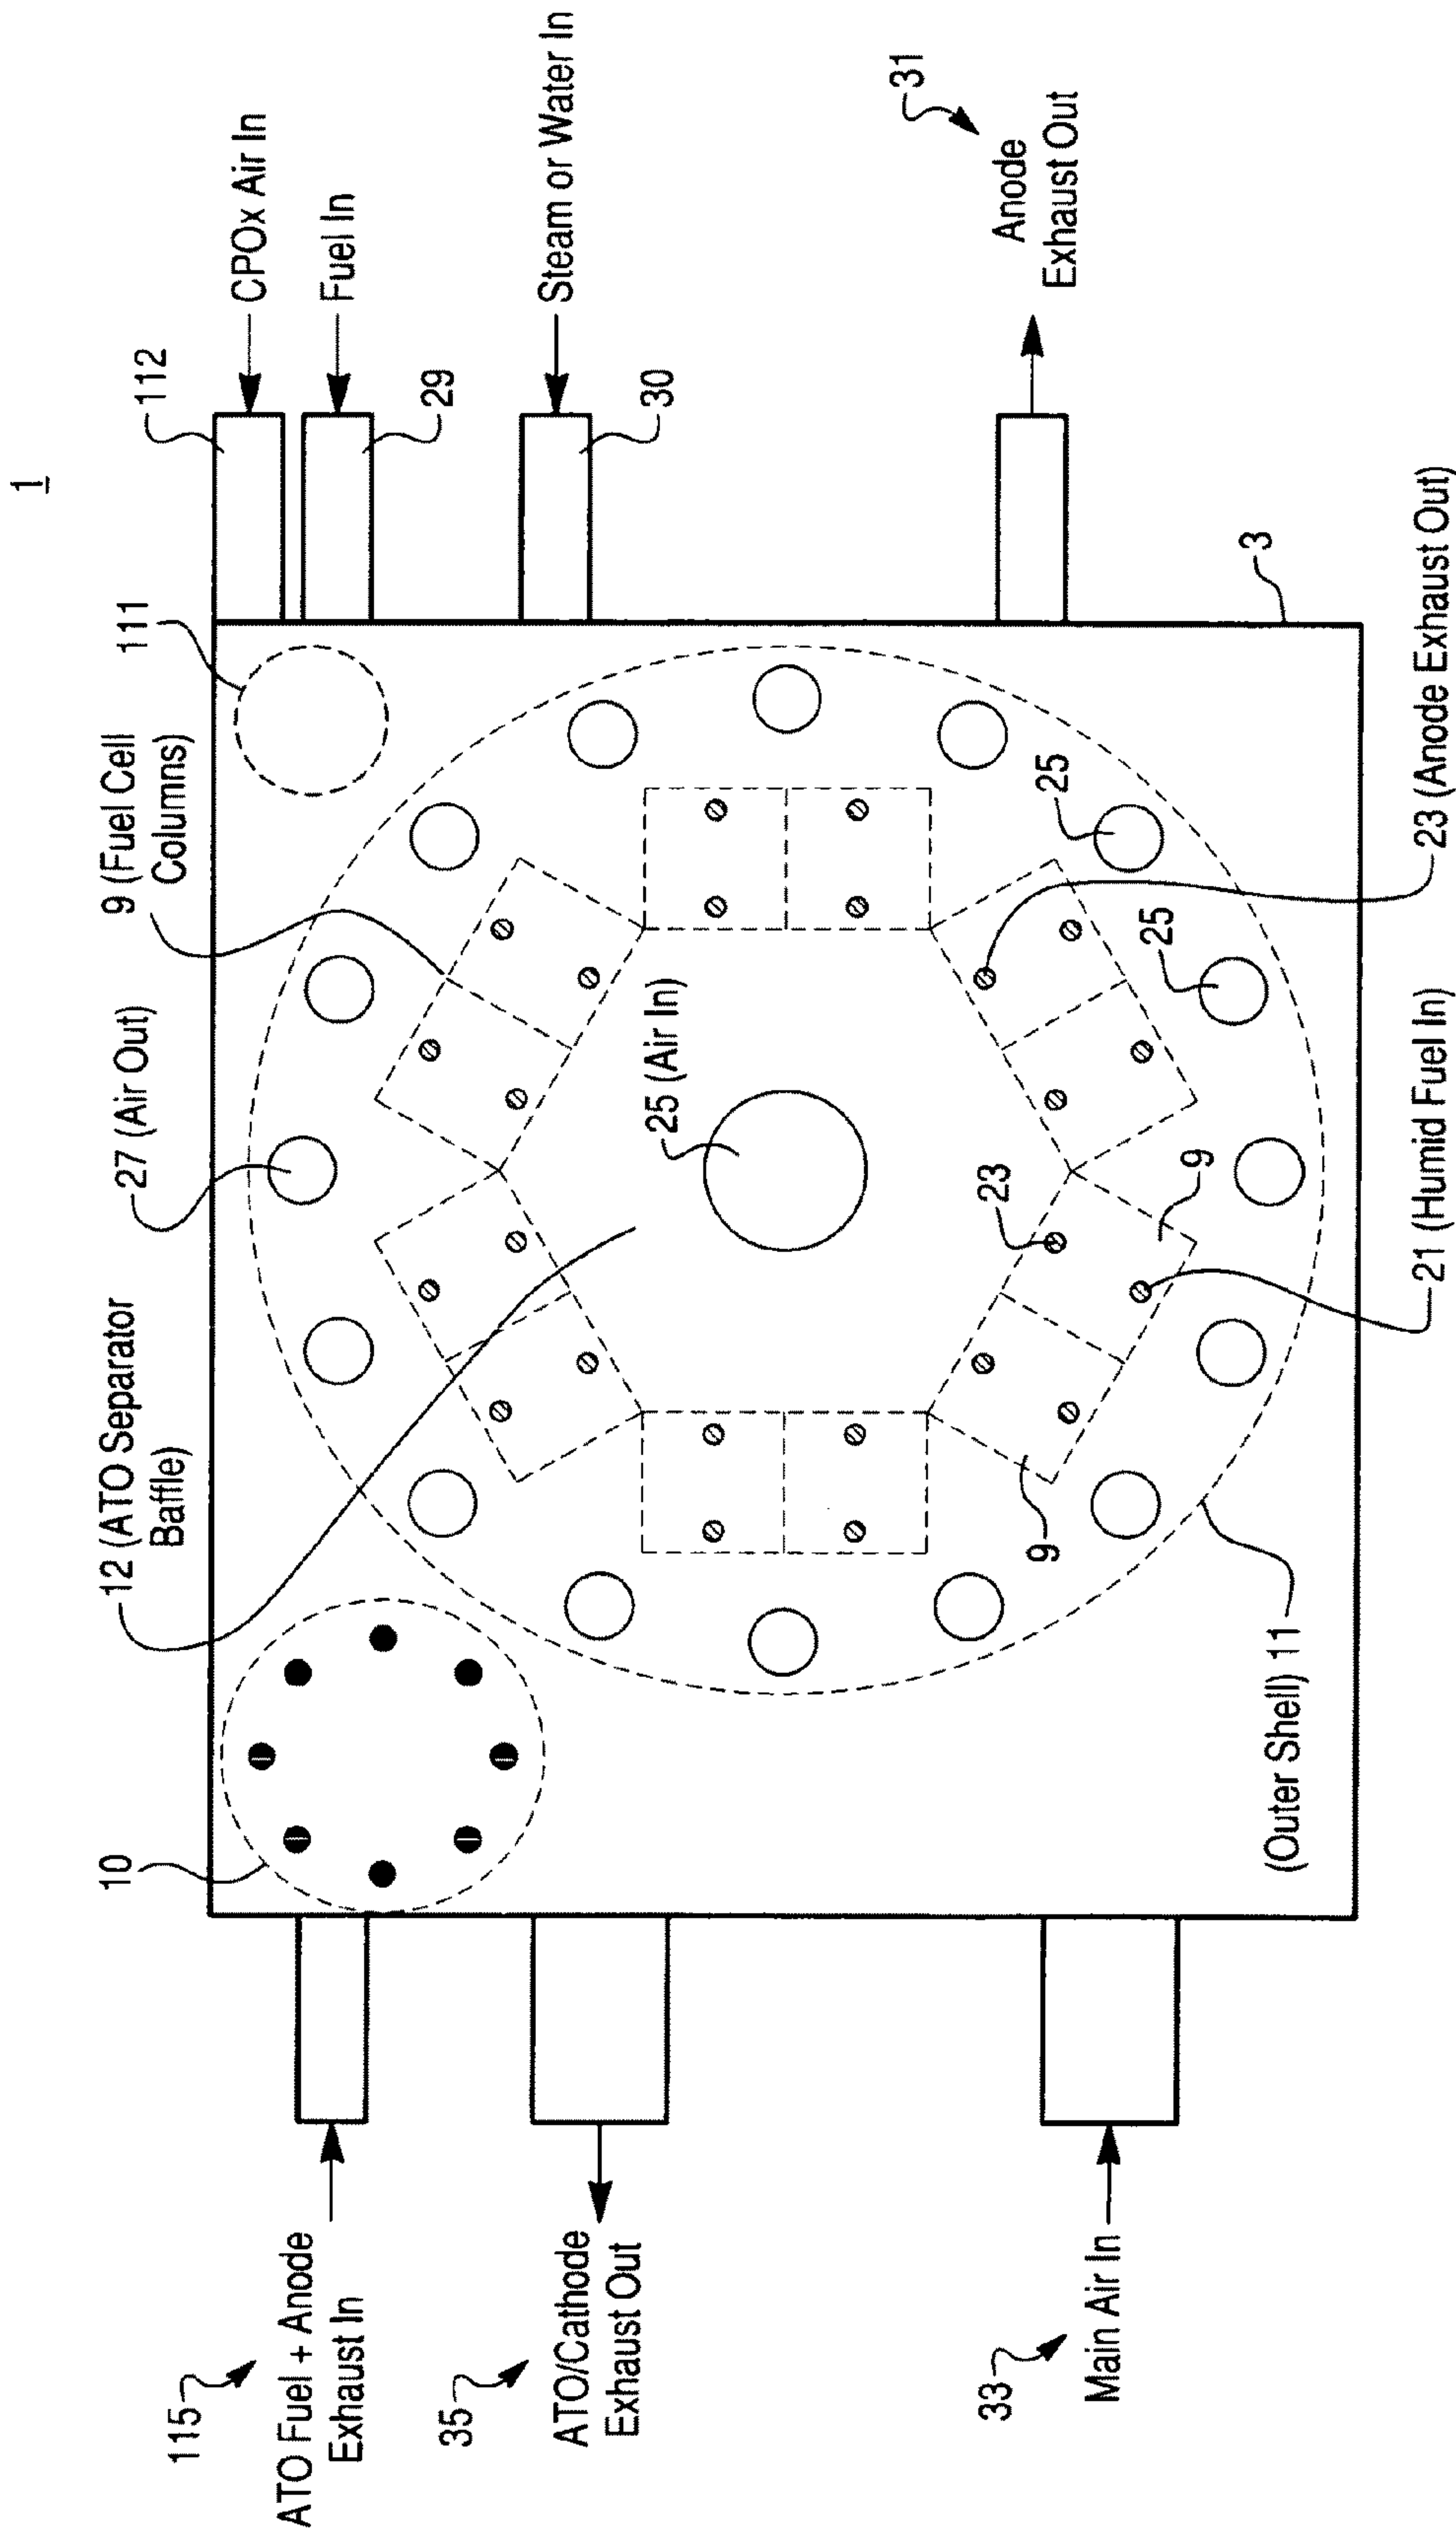 1
112
CPOx Air In
Fuel In
29
Steam or Water In
30
31
Anode
Exhaust Out
3
111
9 (Fuel Cell
Columns)
27 (Air Out)
12 (ATO Separator
Baffle)
10
25 (Air In)
25
25
23
9
9
23 (Anode Exhaust Out)
21 (Humid Fuel In)
(Outer Shell) 11
115
ATO Fuel + Anode
Exhaust In
35
ATO/Cathode
Exhaust Out
33
Main Air In